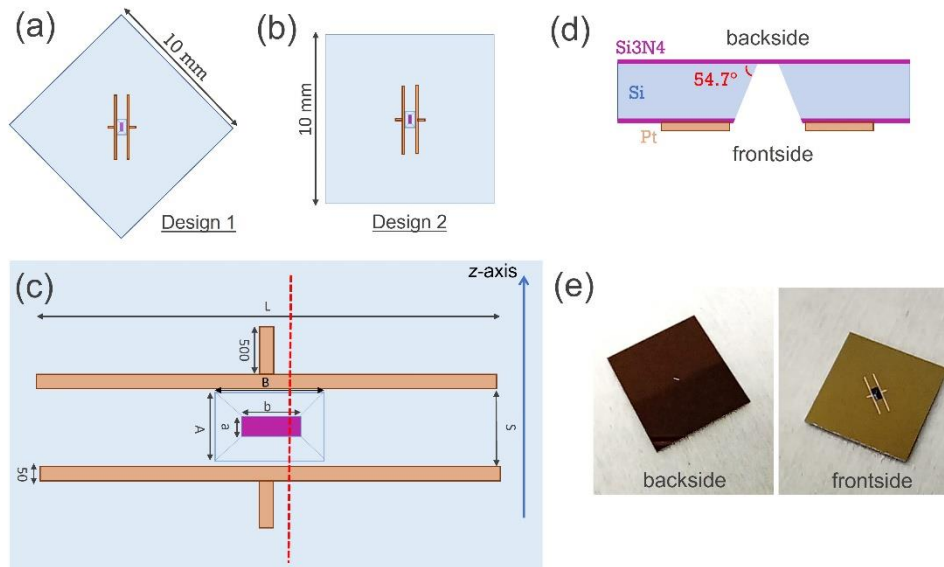 (a)
10 mm
Design 1
(b)
10 mm
Design 2
(d)
backside
Si3N4
54.7°
Si
Pt
frontside
(c)
z-axis
L
500
B
b
a
A
S
50
(e)
backside
frontside